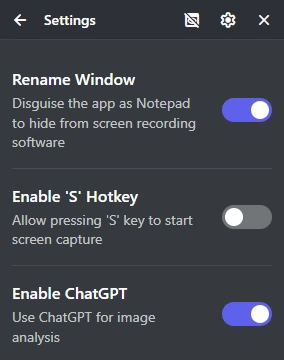 Settings
Rename Window
Disguise the app as Notepad
to hide from screen recording
software
Enable 'S' Hotkey
Allow pressing 'S' key to start
screen capture
Enable ChatGPT
Use ChatGPT for image
analysis